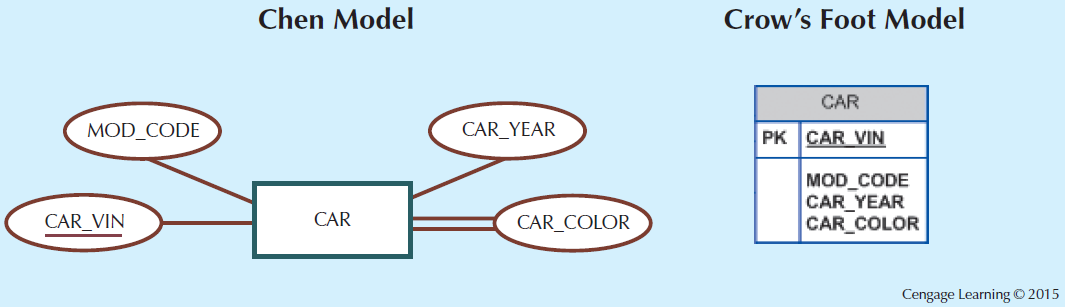 Chen Model
Crow's Foot Model
MOD_CODE
CAR_YEAR
CAR_VIN
CAR
CAR_COLOR
CAR
PK CAR_VIN
MOD_CODE
CAR_YEAR
CAR_COLOR
Cengage Learning © 2015